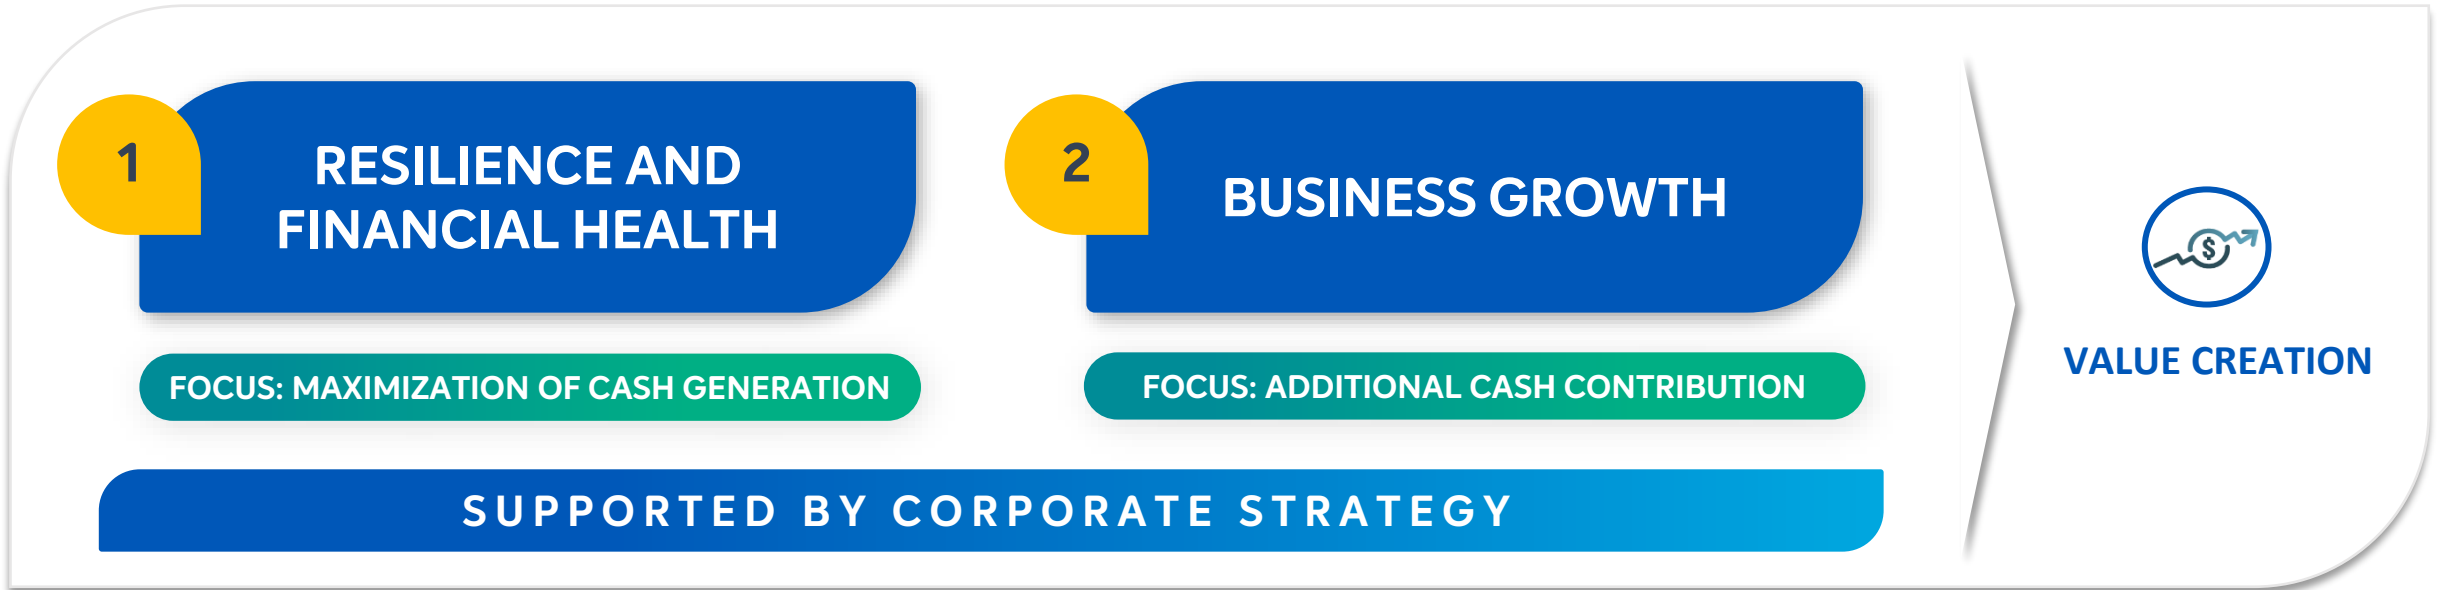 1
RESILIENCE AND
FINANCIAL HEALTH
FOCUS: MAXIMIZATION OF CASH GENERATION
2
BUSINESS GROWTH
FOCUS: ADDITIONAL CASH CONTRIBUTION
SUPPORTED BY CORPORATE STRATEGY
$
VALUE CREATION